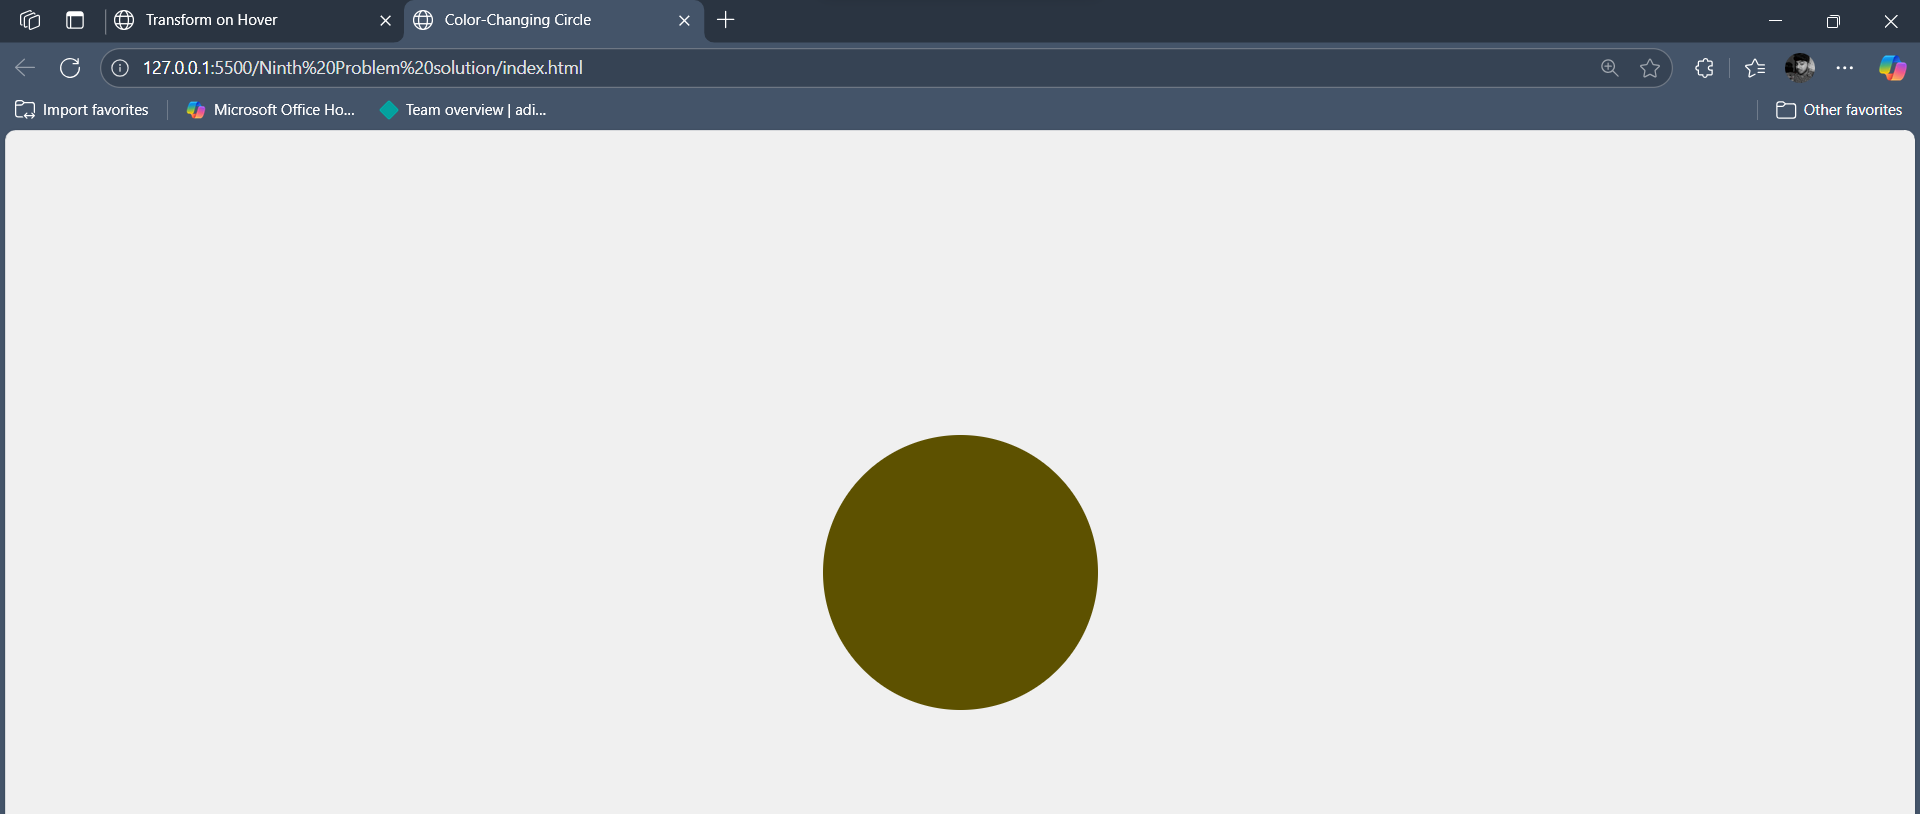 Transform on Hover
Color-Changing Circle
127.0.0.1:5500/Ninth%20Problem%20solution/index.html
Import favorites
Microsoft Office Ho...
Team overview | adi...
Other favorites